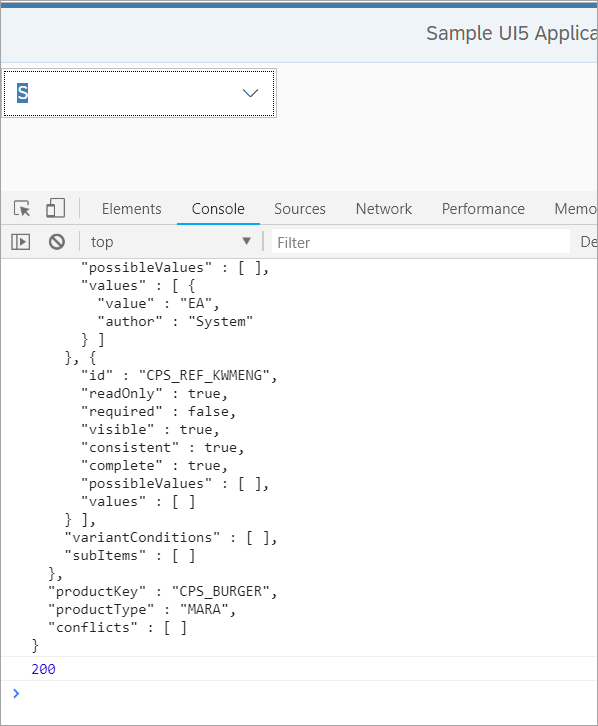 Sample UI5 Applica
S
Elements Console Sources Network Performance Memo
top Filter De
"possibleValues" : [ ],
"values" : [ {
"value" : "EA",
"author" : "System"
} ]
}, {
"id" : "CPS_REF_KWMENG",
"readOnly" : true,
"required" : false,
"visible" : true,
"consistent" : true,
"complete" : true,
"possibleValues" : [ ],
"values" : [ ]
} ],
"variantConditions" : [ ],
"subItems" : [ ]
},
"productKey" : "CPS_BURGER",
"productType" : "MARA",
"conflicts" : [ ]
}
200